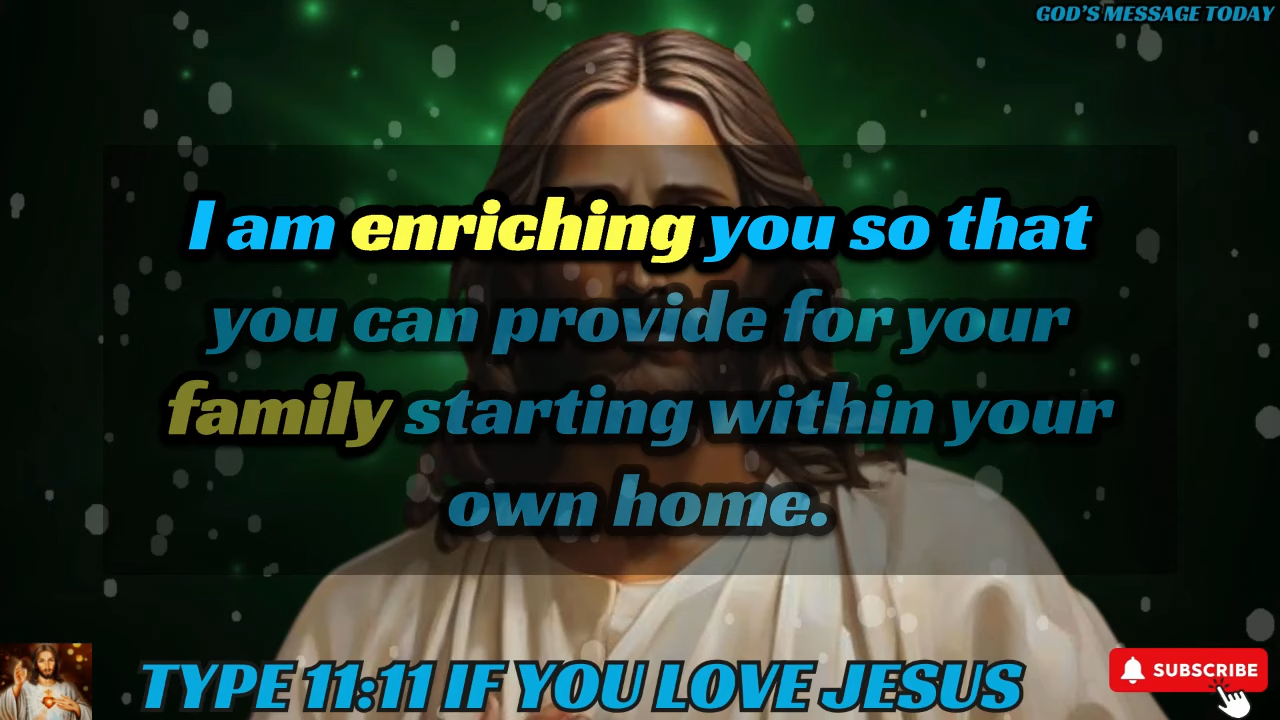 GOD'S MESSAGE TODAY
I am enriching you so that
you can provide for your
family starting within your
own home.
TYPE 11:11 IF YOU LOVE JESUS
SUBSCRIBE